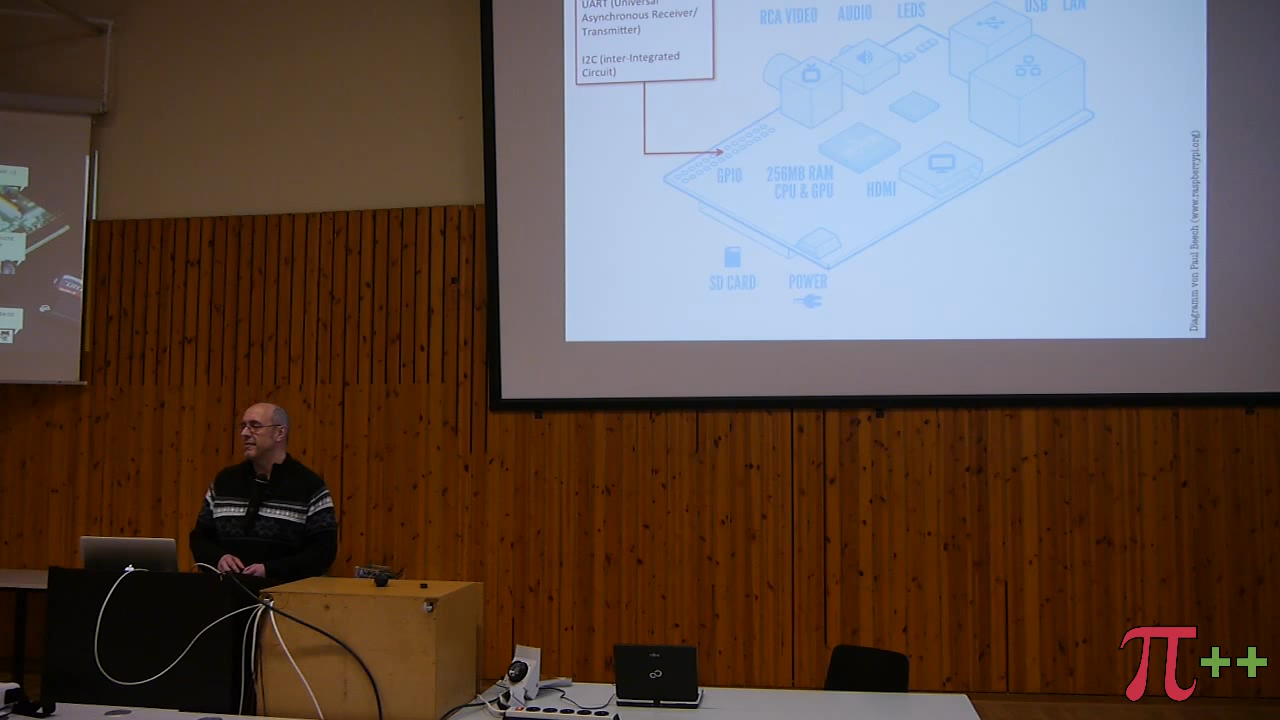 UART (Universal
Asynchronous Receiver/
Transmitter)
I2C (inter-Integrated
Circuit)
RCA VIDEO
AUDIO
LEDS
USB
LAN
GPIO
256MB RAM
CPU & GPU
HDMI
SD CARD
POWER
Diagramm von Paul Beech (www.raspberrypi.org)
π++